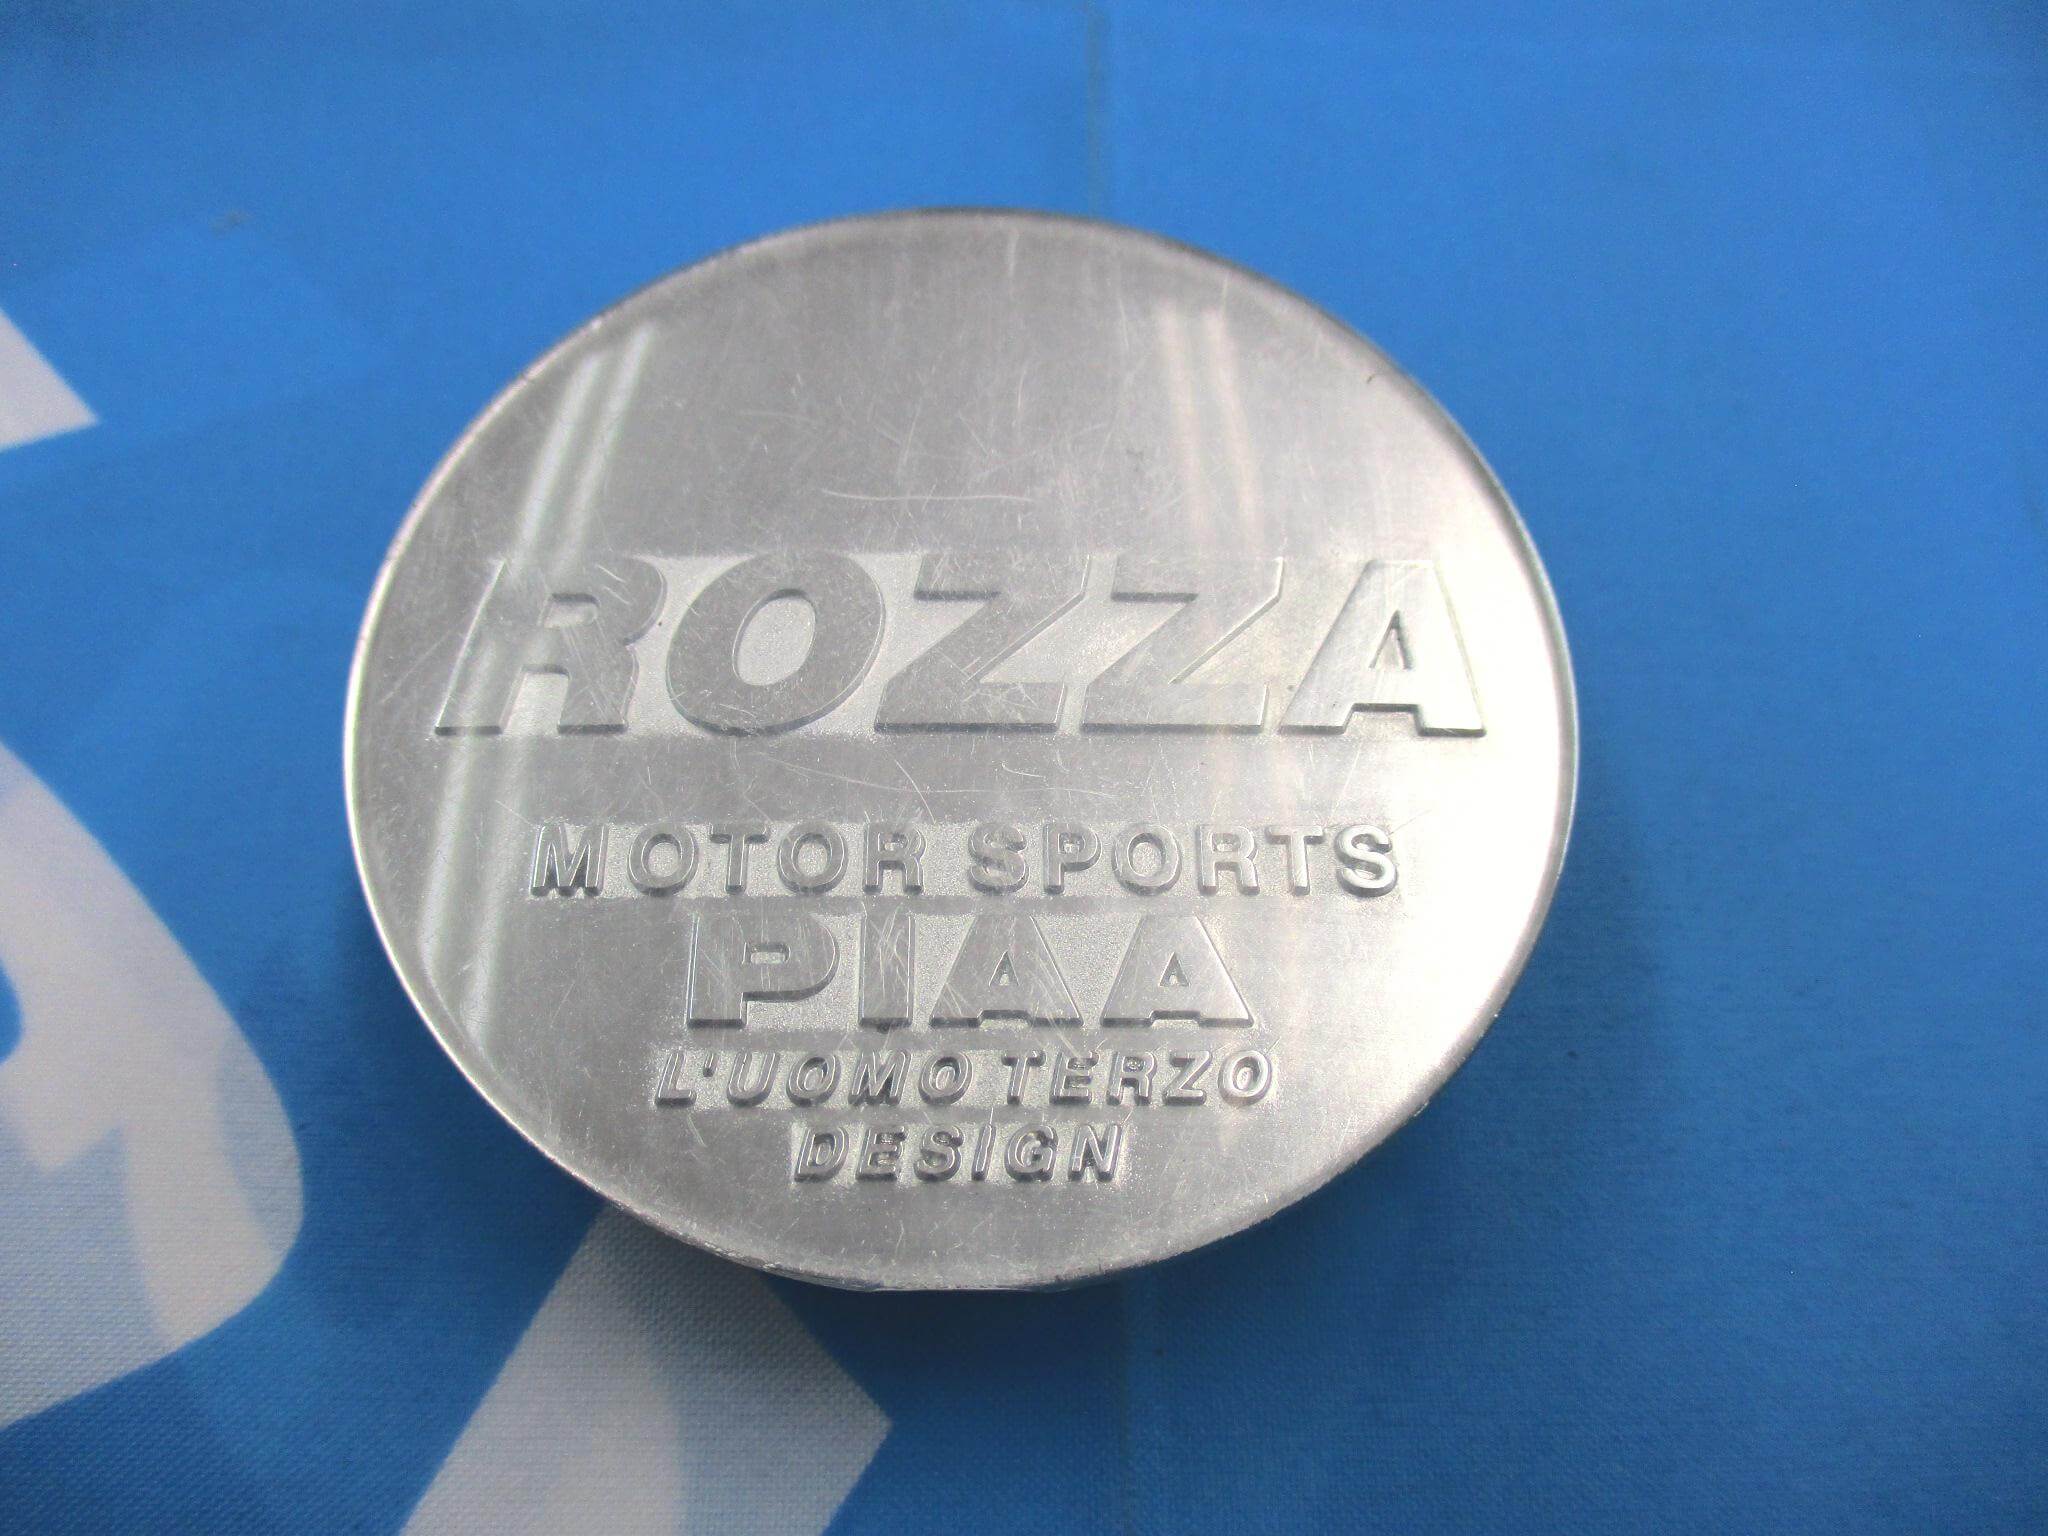 ROZZA
MOTOR SPORTS
PIAA
L'UOMO TERZO
DESIGN